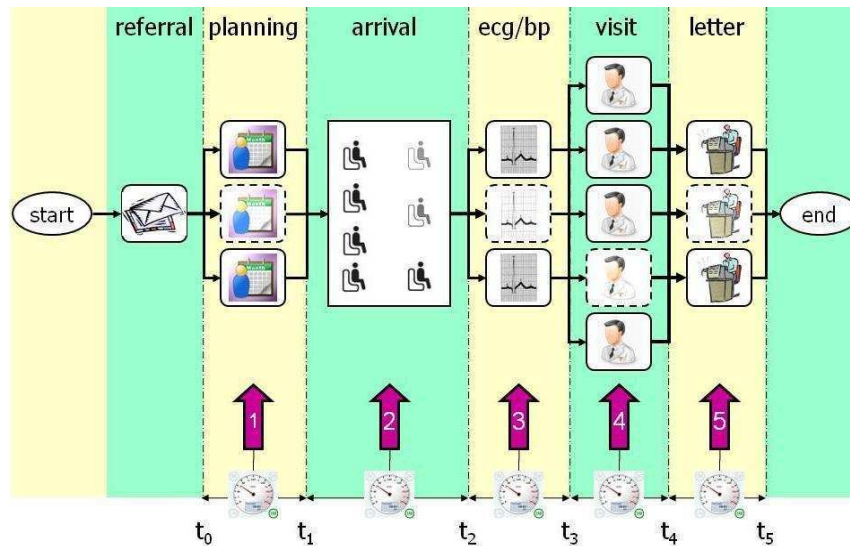 referral planning arrival ecg/bp visit letter
start
end
1 2 3 4 5
t0 t1 t2 t3 t4 t5